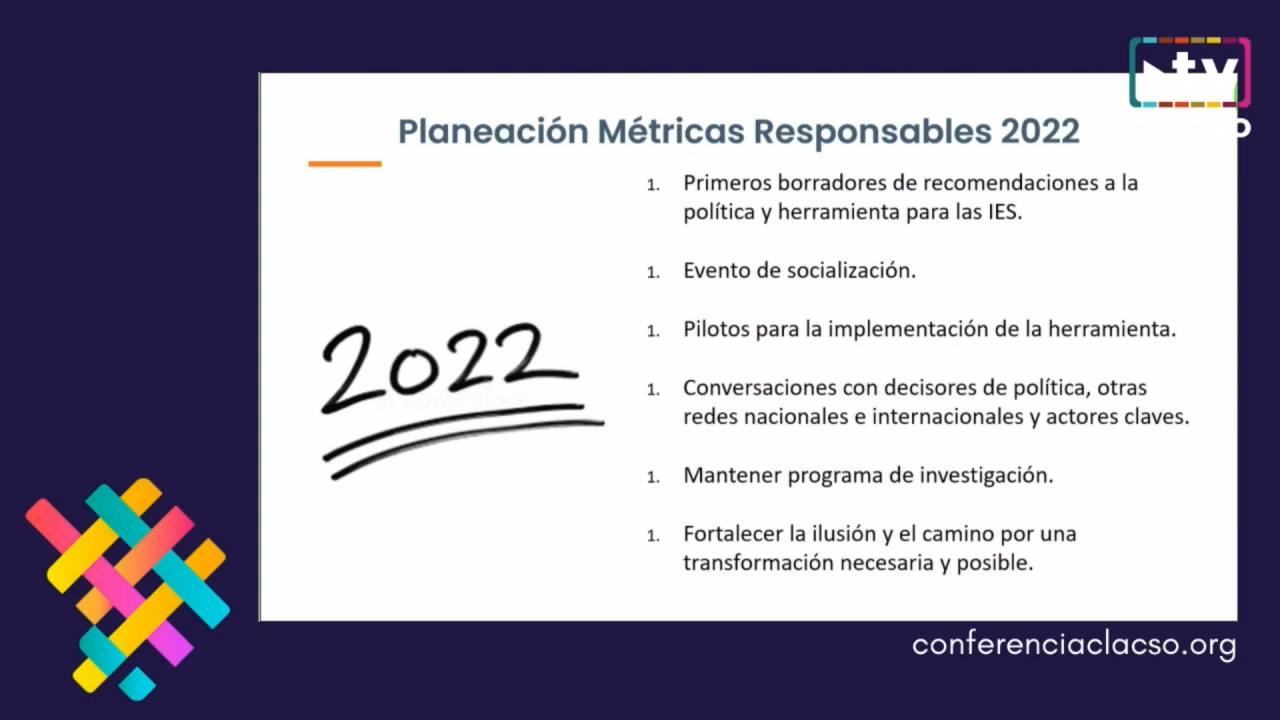 tv
Planeación Métricas Responsables 2022
1. Primeros borradores de recomendaciones a la
política y herramienta para las IES.
1. Evento de socialización.
1. Pilotos para la implementación de la herramienta.
1. Conversaciones con decisores de política, otras
redes nacionales e internacionales y actores claves.
1. Mantener programa de investigación.
1. Fortalecer la ilusión y el camino por una
transformación necesaria y posible.
2022
conferenciaclacso.org